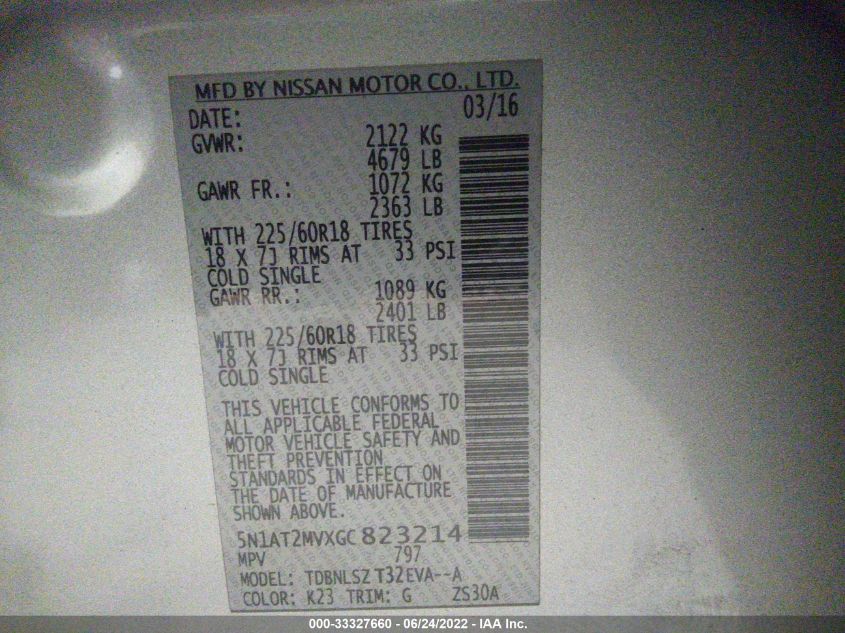 MFD BY NISSAN MOTOR CO., LTD.
DATE: 03/16
GVWR: 2122 KG
4679 LB
GAWR FR.: 1072 KG
2363 LB
WITH 225/60R18 TIRES
18 X 7J RIMS AT 33 PSI
COLD SINGLE
GAWR RR.: 1089 KG
2401 LB
WITH 225/60R18 TIRES
18 X 7J RIMS AT 33 PSI
COLD SINGLE
THIS VEHICLE CONFORMS TO
ALL APPLICABLE FEDERAL
MOTOR VEHICLE SAFETY AND
THEFT PREVENTION
STANDARDS IN EFFECT ON
THE DATE OF MANUFACTURE
SHOWN ABOVE.
5N1AT2MVXGC823214
MPV 797
MODEL: TDBNLSZ T32EVA--A
COLOR: K23 TRIM: G ZS30A
000-33327660 - 06/24/2022 - IAA Inc.